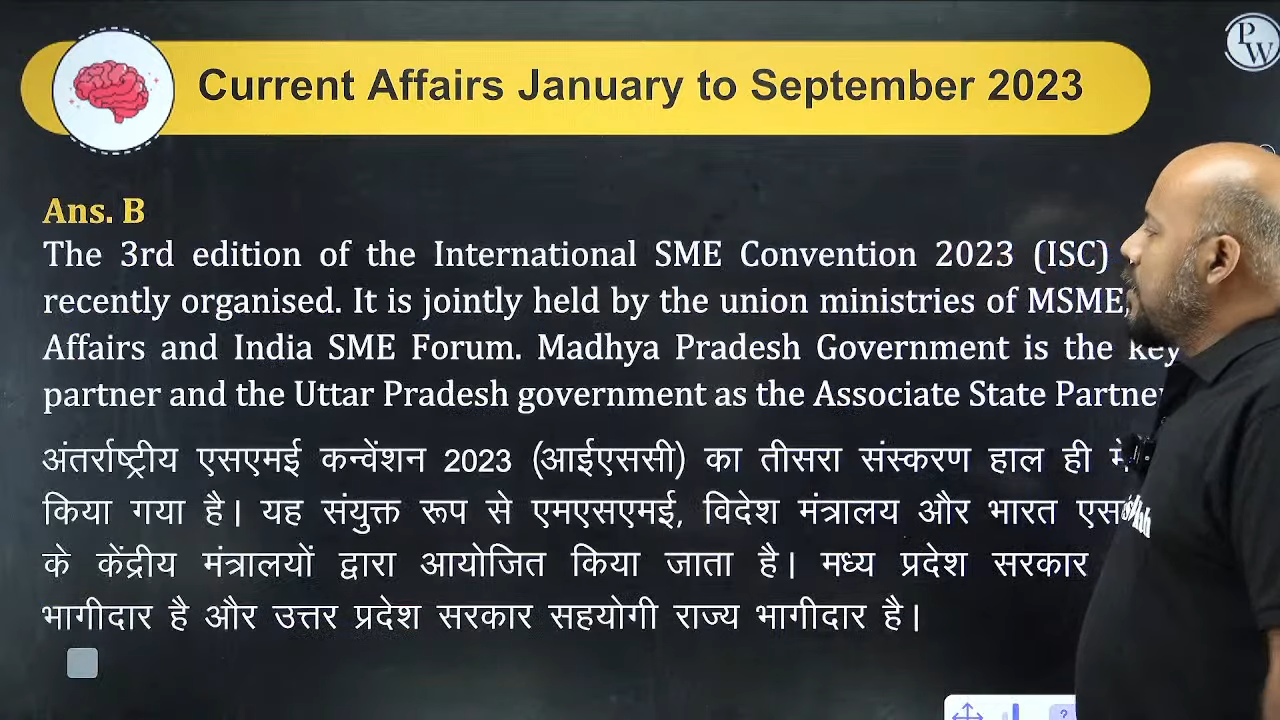 Current Affairs January to September 2023
PW
Ans. B
The 3rd edition of the International SME Convention 2023 (ISC)
recently organised. It is jointly held by the union ministries of MSME,
Affairs and India SME Forum. Madhya Pradesh Government is the key
partner and the Uttar Pradesh government as the Associate State Partner
अंतर्राष्ट्रीय एसएमई कन्वेंशन 2023 (आईएससी) का तीसरा संस्करण हाल ही में
किया गया है। यह संयुक्त रूप से एमएसएमई, विदेश मंत्रालय और भारत
के केंद्रीय मंत्रालयों द्वारा आयोजित किया जाता है। मध्य प्रदेश सरकार
भागीदार है और उत्तर प्रदेश सरकार सहयोगी राज्य भागीदार है।
?